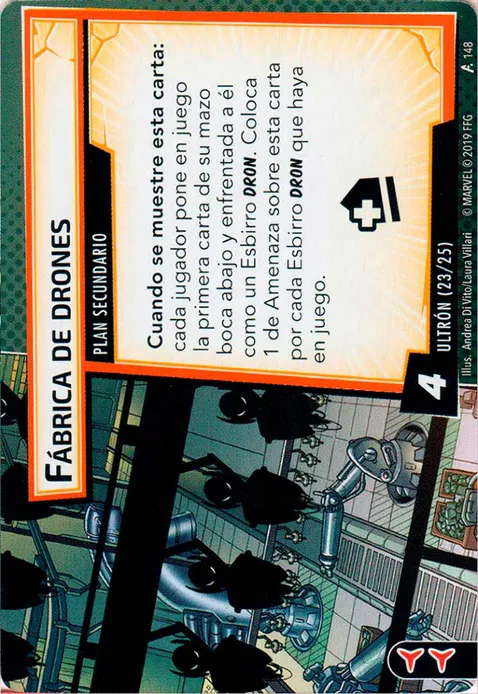 FÁBRICA DE DRONES
PLAN SECUNDARIO
Cuando se muestre esta carta:
cada jugador pone en juego
la primera carta de su mazo
boca abajo y enfrentada a él
como un Esbirro DRON. Coloca
1 de Amenaza sobre esta carta
por cada Esbirro DRON que haya
en juego.
4
ULTRÓN (23/25)
Illus. Andrea Di Vito/Laura Villari © MARVEL © 2019 FFG
148